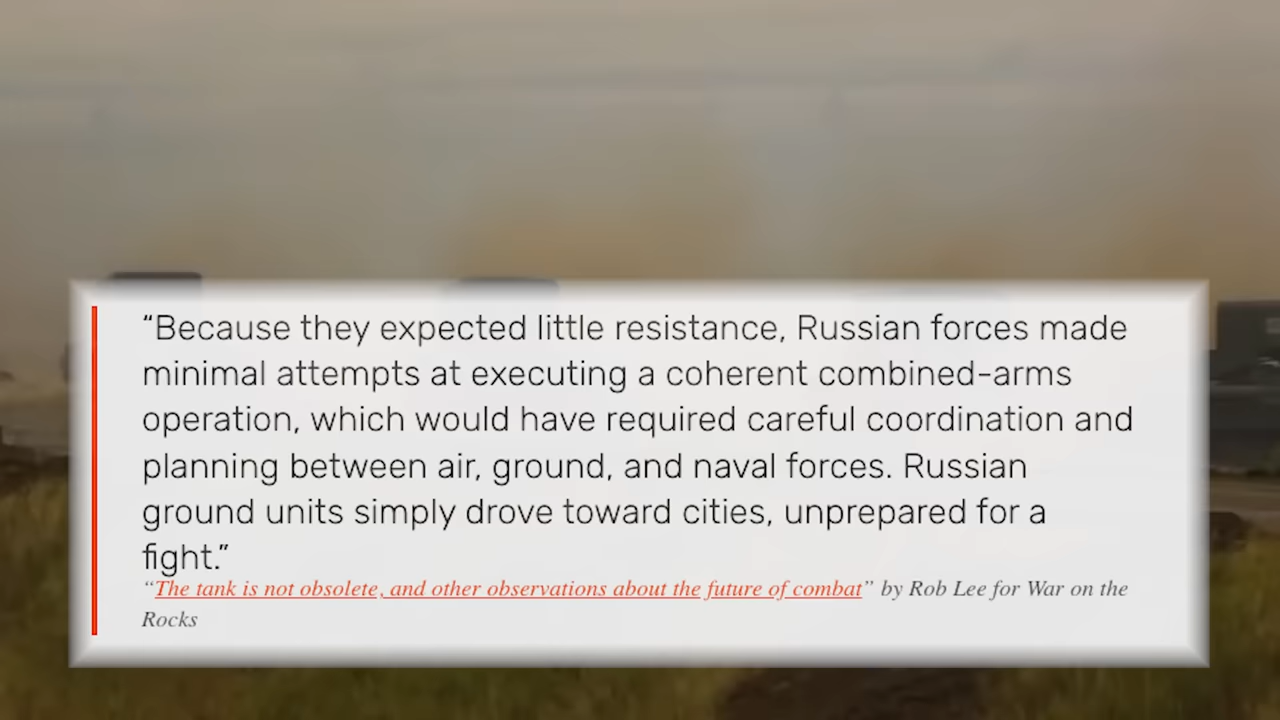 “Because they expected little resistance, Russian forces made
minimal attempts at executing a coherent combined-arms
operation, which would have required careful coordination and
planning between air, ground, and naval forces. Russian
ground units simply drove toward cities, unprepared for a
fight.”
“The tank is not obsolete, and other observations about the future of combat” by Rob Lee for War on the
Rocks